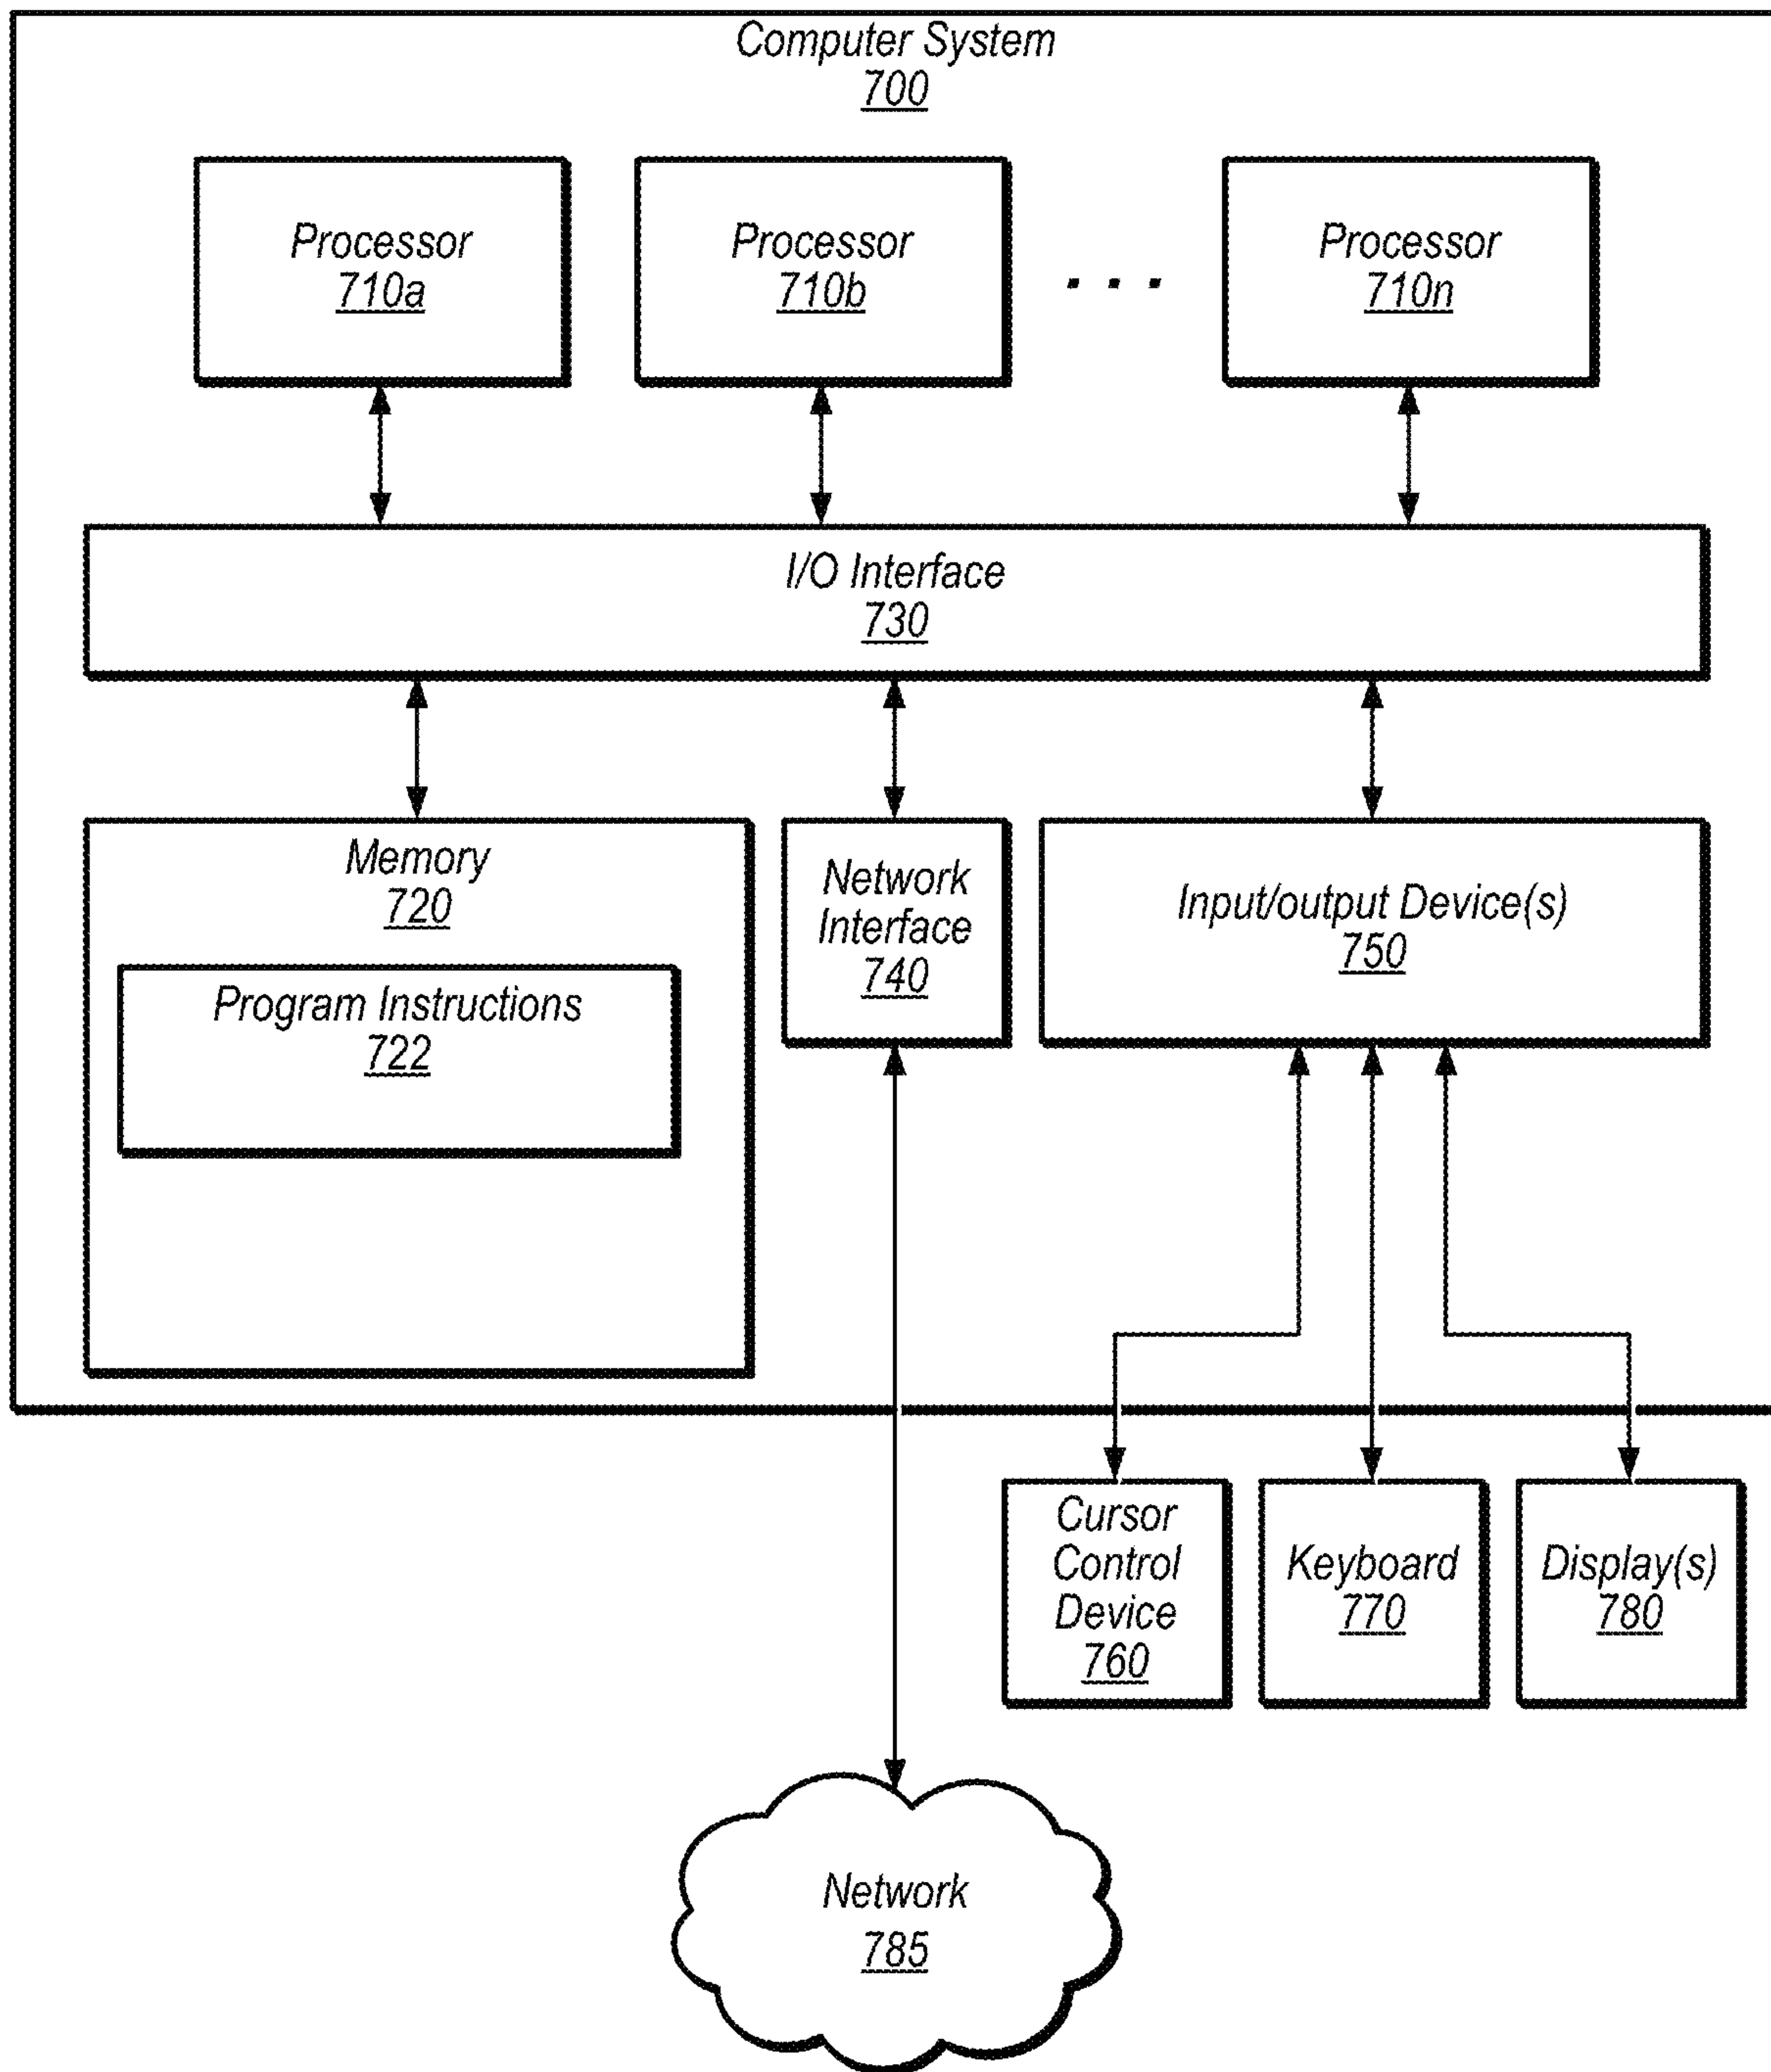 Computer System
700
Processor
710a
Processor
710b
. . .
Processor
710n
I/O Interface
730
Memory
720
Program Instructions
722
Network
Interface
740
Input/output Device(s)
750
Cursor
Control
Device
760
Keyboard
770
Display(s)
780
Network
785